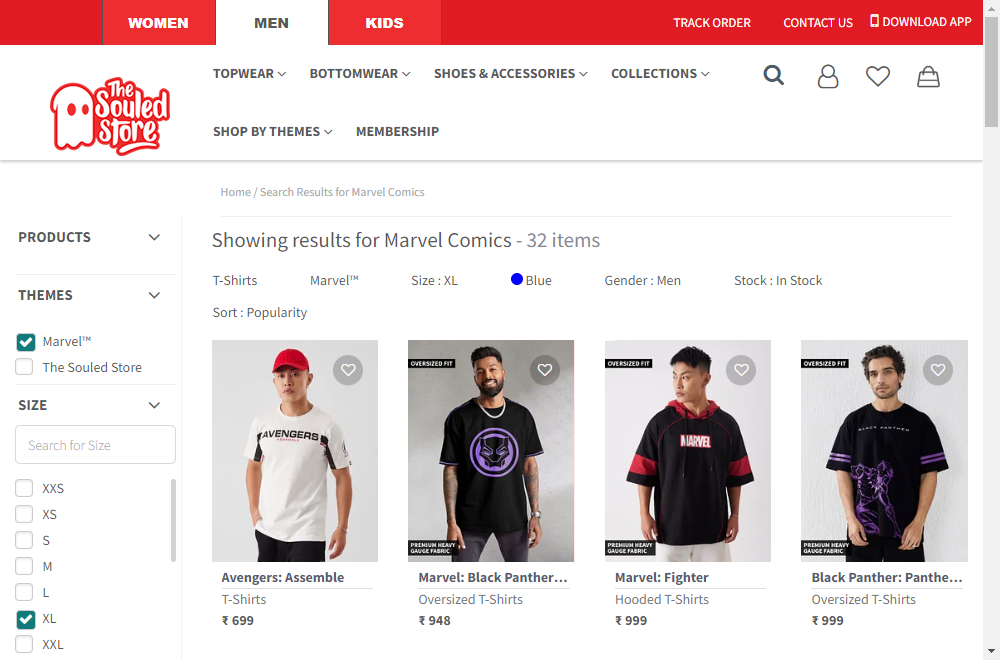 WOMEN
MEN
KIDS
TRACK ORDER
CONTACT US
DOWNLOAD APP
The Souled Store
TOPWEAR
BOTTOMWEAR
SHOES & ACCESSORIES
COLLECTIONS
SHOP BY THEMES
MEMBERSHIP
Home / Search Results for Marvel Comics
PRODUCTS
THEMES
Marvel™
The Souled Store
SIZE
Search for Size
XXS
XS
S
M
L
XL
XXL
Showing results for Marvel Comics - 32 items
T-Shirts
Marvel™
Size : XL
Blue
Gender : Men
Stock : In Stock
Sort : Popularity
AVENGERS
Avengers: Assemble
T-Shirts
₹ 699
OVERSIZED FIT
PREMIUM HEAVY
GAUGE FABRIC
Marvel: Black Panther...
Oversized T-Shirts
₹ 948
OVERSIZED FIT
MARVEL
PREMIUM HEAVY
GAUGE FABRIC
Marvel: Fighter
Hooded T-Shirts
₹ 999
OVERSIZED FIT
BLACK PANTHER
PREMIUM HEAVY
GAUGE FABRIC
Black Panther: Panthe...
Oversized T-Shirts
₹ 999